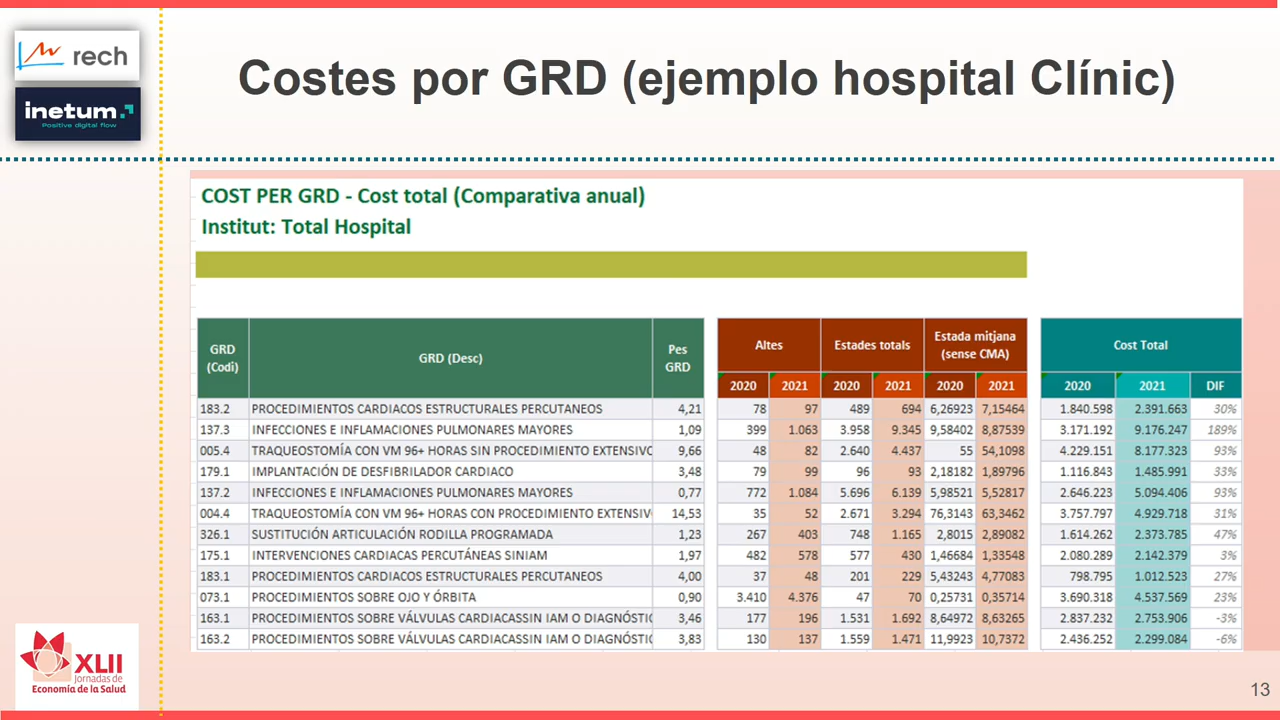 rech
inetum.
Positive digital flow
Costes por GRD (ejemplo hospital Clínic)
COST PER GRD - Cost total (Comparativa anual)
Institut: Total Hospital
GRD (Codi) GRD (Desc) Pes GRD Altes Estades totals Estada mitjana (sense CMA) Cost Total
2020 2021 2020 2021 2020 2021 2020 2021 DIF
183.2 PROCEDIMIENTOS CARDIACOS ESTRUCTURALES PERCUTANEOS 4,21 78 97 489 694 6,26923 7,15464 1.840.598 2.391.663 30%
137.3 INFECCIONES E INFLAMACIONES PULMONARES MAYORES 1,09 399 1.063 3.958 9.345 9,58402 8,87539 3.171.192 9.176.247 189%
005.4 TRAQUEOSTOMÍA CON VM 96+ HORAS SIN PROCEDIMIENTO EXTENSIVO 9,66 48 82 2.640 4.437 55 54,1098 4.229.151 8.177.323 93%
179.1 IMPLANTACIÓN DE DESFIBRILADOR CARDIACO 3,48 79 99 96 93 2,18182 1,89796 1.116.843 1.485.991 33%
137.2 INFECCIONES E INFLAMACIONES PULMONARES MAYORES 0,77 772 1.084 5.696 6.139 5,98521 5,52817 2.646.223 5.094.406 93%
004.4 TRAQUEOSTOMÍA CON VM 96+ HORAS CON PROCEDIMIENTO EXTENSIV 14,53 35 52 2.671 3.294 76,3143 63,3462 3.757.797 4.929.718 31%
326.1 SUSTITUCIÓN ARTICULACIÓN RODILLA PROGRAMADA 1,23 267 403 748 1.165 2,8015 2,89082 1.614.262 2.373.785 47%
175.1 INTERVENCIONES CARDIACAS PERCUTÁNEAS SINIAM 1,97 482 578 577 430 1,46684 1,33548 2.080.289 2.142.379 3%
183.1 PROCEDIMIENTOS CARDIACOS ESTRUCTURALES PERCUTANEOS 4,00 37 48 201 229 5,43243 4,77083 798.795 1.012.523 27%
073.1 PROCEDIMIENTOS SOBRE OJO Y ÓRBITA 0,90 3.410 4.376 47 70 0,25731 0,35714 3.690.318 4.537.569 23%
163.1 PROCEDIMIENTOS SOBRE VÁLVULAS CARDIACASSIN IAM O DIAGNÓSTIC 3,46 177 196 1.531 1.692 8,64972 8,63265 2.837.232 2.753.906 -3%
163.2 PROCEDIMIENTOS SOBRE VÁLVULAS CARDIACASSIN IAM O DIAGNÓSTIC 3,83 130 137 1.559 1.471 11,9923 10,7372 2.436.252 2.299.084 -6%
XLII
Jornadas de
Economía de la Salud
13